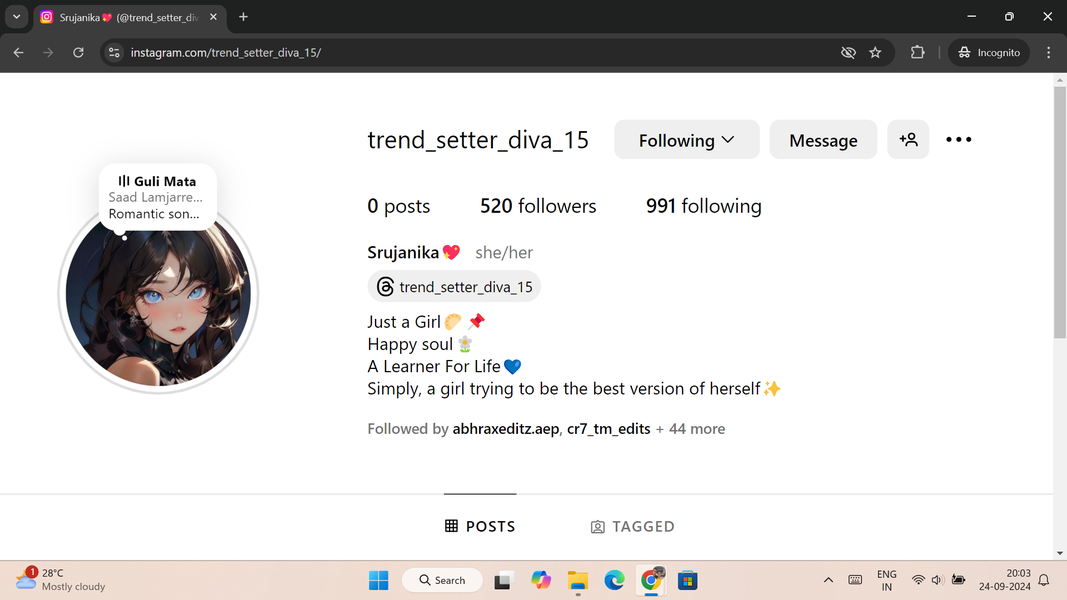 Srujanika💖 (@trend_setter_div
instagram.com/trend_setter_diva_15/
Incognito
trend_setter_diva_15
Following
Message
0 posts
520 followers
991 following
Guli Mata
Saad Lamjarre...
Romantic son...
Srujanika💖 she/her
trend_setter_diva_15
Just a Girl🥟📌
Happy soul🌼
A Learner For Life💙
Simply, a girl trying to be the best version of herself✨
Followed by abhraxeditz.aep, cr7_tm_edits + 44 more
POSTS
TAGGED
1
28°C
Mostly cloudy
Search
ENG
IN
20:03
24-09-2024